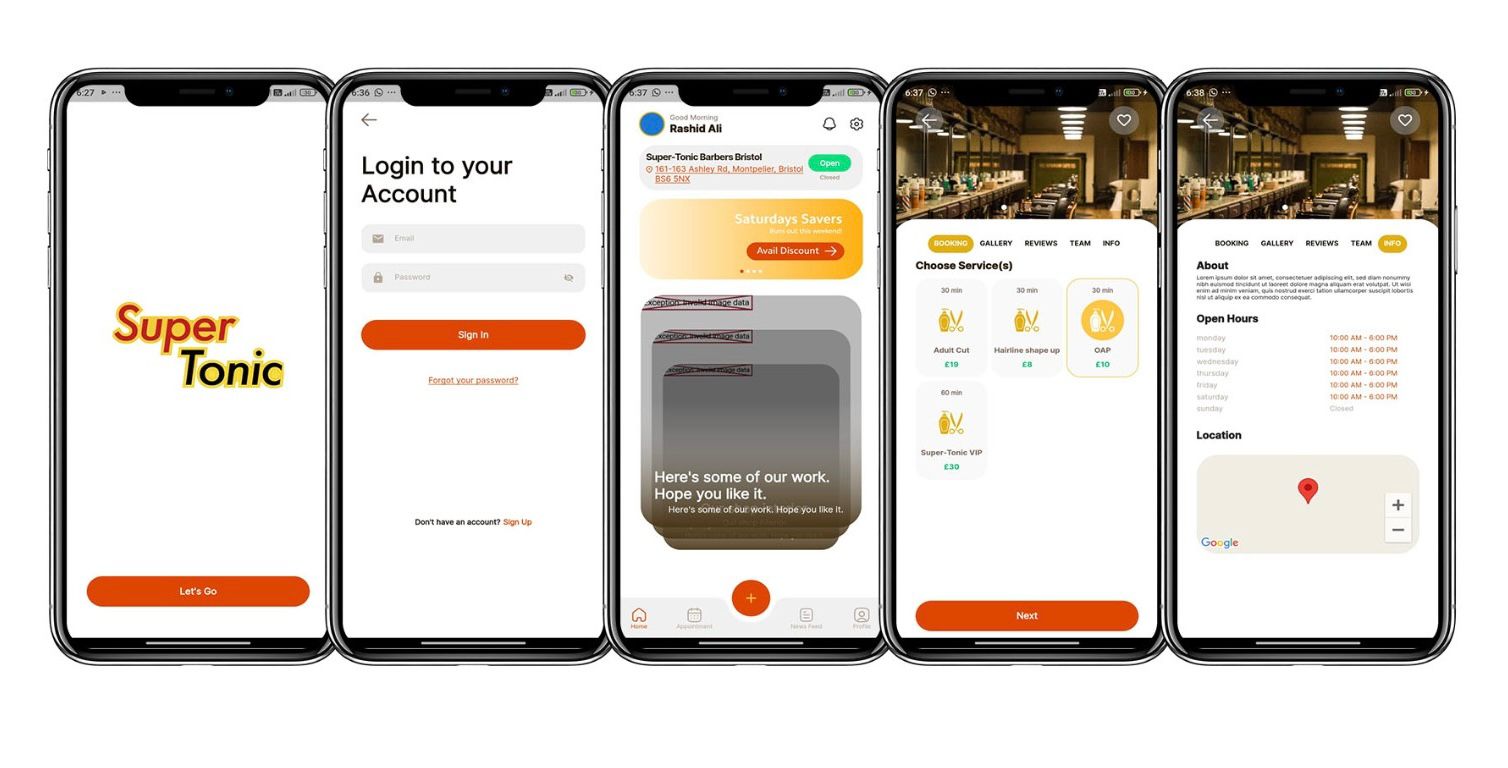 6:27
Super
Tonic
Let's Go
6:36
Login to your
Account
Email
Password
Sign In
Forgot your password?
Don't have an account? Sign Up
6:37
Good Morning
Rashid Ali
Super-Tonic Barbers Bristol
161-163 Ashley Rd, Montpelier, Bristol
BS6 5NX
Open
Closed
Saturdays Savers
Runs out this weekend!
Avail Discount
xception: Invalid image data
xception: Invalid image data
xception: Invalid image data
Here's some of our work.
Hope you like it.
Here's some of our work. Hope you like it.
Home
Appointment
News Feed
Profile
6:37
BOOKING GALLERY REVIEWS TEAM INFO
Choose Service(s)
30 min
Adult Cut
£19
30 min
Hairline shape up
£8
30 min
OAP
£10
60 min
Super-Tonic VIP
£30
Next
6:38
BOOKING GALLERY REVIEWS TEAM INFO
About
Lorem ipsum dolor sit amet, consectetuer adipiscing elit, sed diam nonummy
nibh euismod tincidunt ut laoreet dolore magna aliquam erat volutpat. Ut wisi
enim ad minim veniam, quis nostrud exerci tation ullamcorper suscipit lobortis
nisl ut aliquip ex ea commodo consequat.
Open Hours
monday 10:00 AM - 6:00 PM
tuesday 10:00 AM - 6:00 PM
wednesday 10:00 AM - 6:00 PM
thursday 10:00 AM - 6:00 PM
friday 10:00 AM - 6:00 PM
saturday 10:00 AM - 6:00 PM
sunday Closed
Location
Google